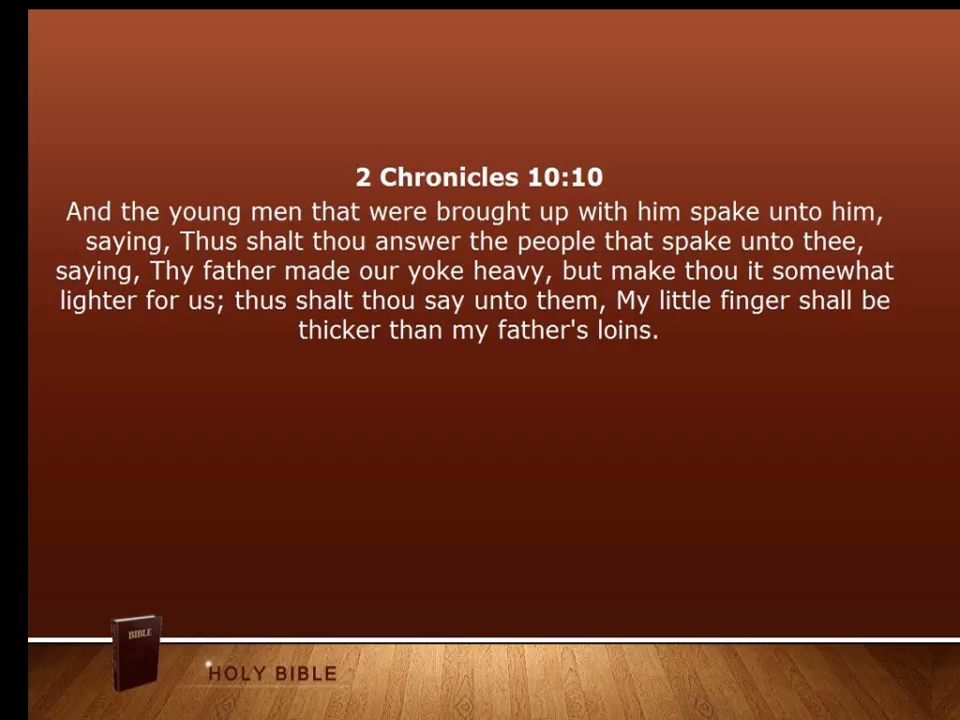 2 Chronicles 10:10
And the young men that were brought up with him spake unto him,
saying, Thus shalt thou answer the people that spake unto thee,
saying, Thy father made our yoke heavy, but make thou it somewhat
lighter for us; thus shalt thou say unto them, My little finger shall be
thicker than my father's loins.
BIBLE
HOLY BIBLE